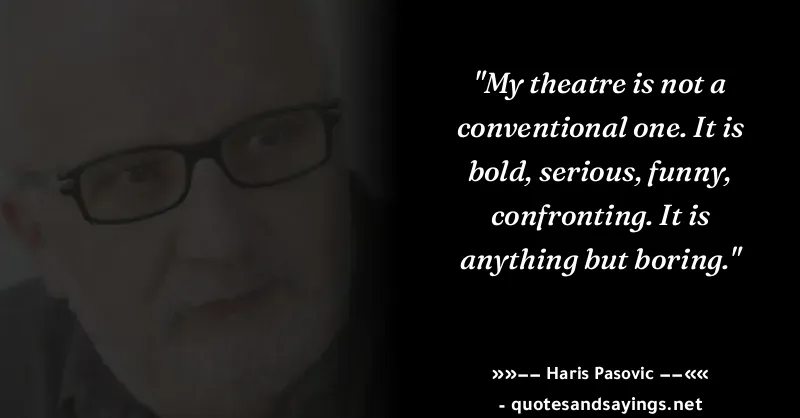 "My theatre is not a
conventional one. It is
bold, serious, funny,
confronting. It is
anything but boring."
»»−− Haris Pasovic −−««
- quotesandsayings.net